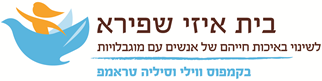 בית איזי שפירא
לשינוי באיכות חייהם של אנשים עם מוגבלויות
בקמפוס ווילי וסיליה טראמפ